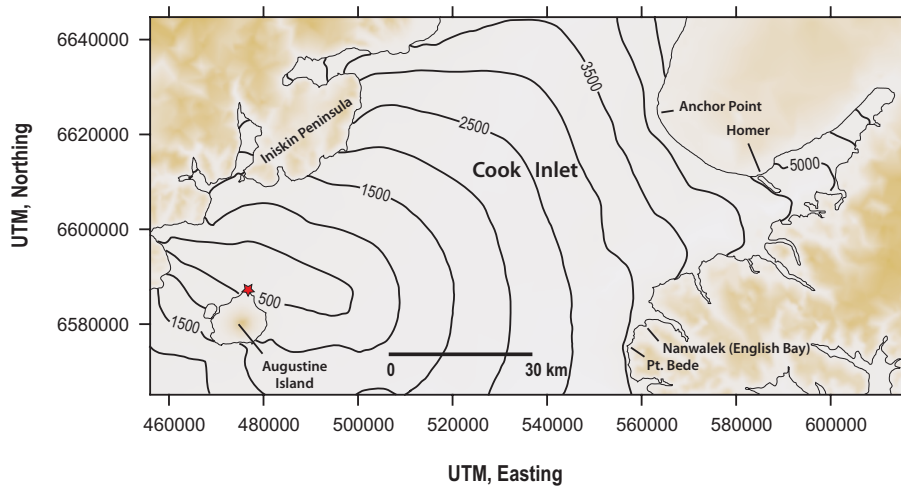 6640000
3500
Anchor Point
Iniskin Peninsula
6620000
2500
Homer
Cook Inlet
5000
UTM, Northing
1500
6600000
500
6580000
1500
Nanwalek (English Bay)
Augustine
Island
0
30 km
Pt. Bede
460000
480000
500000
520000
540000
560000
580000
600000
UTM, Easting